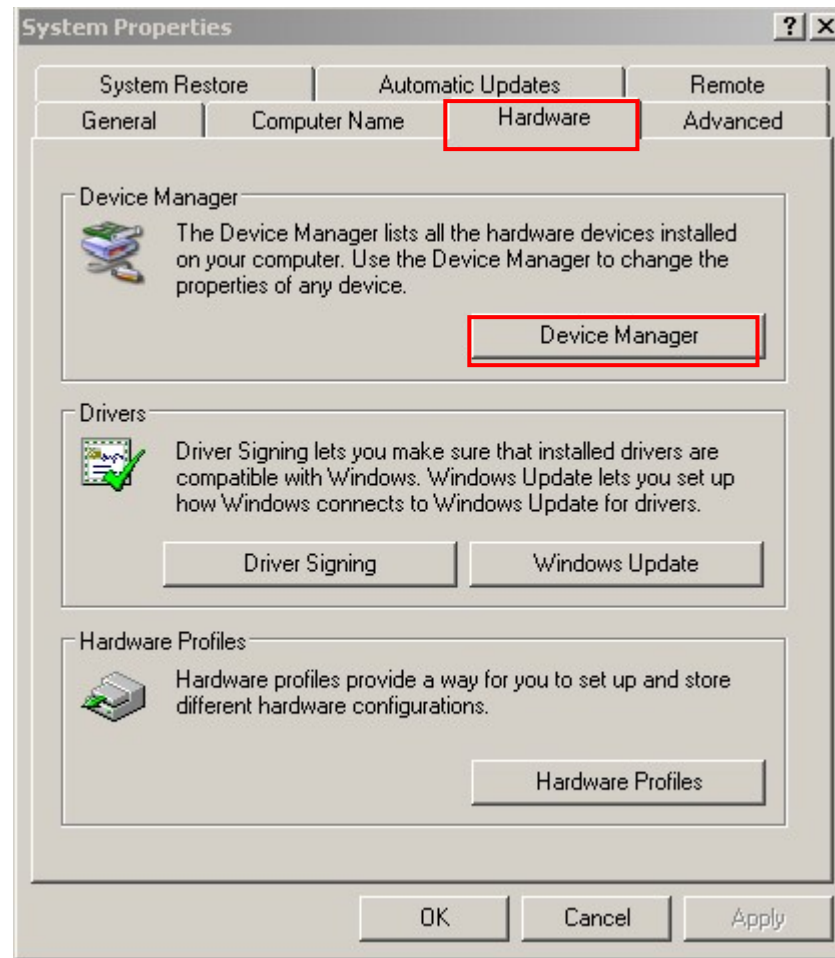 System Properties
System Restore Automatic Updates Remote
General Computer Name Hardware Advanced
Device Manager
The Device Manager lists all the hardware devices installed
on your computer. Use the Device Manager to change the
properties of any device.
Device Manager
Drivers
Driver Signing lets you make sure that installed drivers are
compatible with Windows. Windows Update lets you set up
how Windows connects to Windows Update for drivers.
Driver Signing Windows Update
Hardware Profiles
Hardware profiles provide a way for you to set up and store
different hardware configurations.
Hardware Profiles
OK Cancel Apply